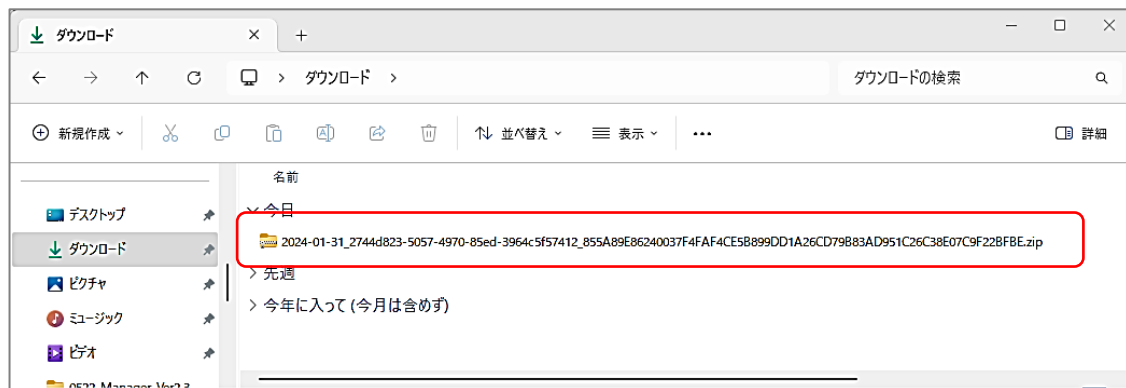 ダウンロード
ダウンロード
ダウンロードの検索
新規作成
並べ替え
表示
詳細
名前
デスクトップ
今日
2024-01-31_2744d823-5057-4970-85ed-3964c5f57412_855A89E86240037F4FAF4CE5B899DD1A26CD79B83AD951C26C38E07C9F22BFBE.zip
ダウンロード
先週
ピクチャ
今年に入って (今月は含めず)
ミュージック
ビデオ
0522_Manager_Ver2.3